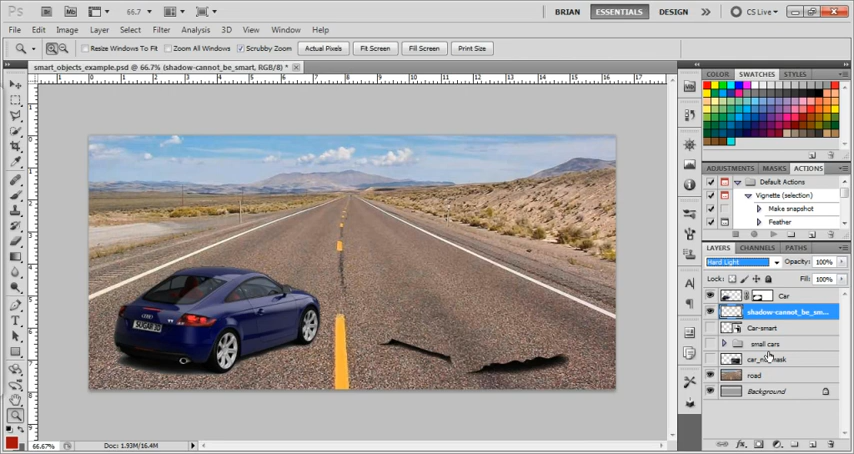 Ps Br Mb 66.7 BRIAN ESSENTIALS DESIGN CS Live
File Edit Image Layer Select Filter Analysis 3D View Window Help
Resize Windows To Fit Zoom All Windows Scrubby Zoom Actual Pixels Fit Screen Fill Screen Print Size
smart_objects_example.psd @ 66.7% (shadow-cannot_be_smart, RGB/8) *
COLOR SWATCHES STYLES
ADJUSTMENTS MASKS ACTIONS
Default Actions
Vignette (selection)
Make snapshot
Feather
LAYERS CHANNELS PATHS
Hard Light Opacity: 100%
Lock: Fill: 100%
Car
shadow-cannot_be_sm...
Car-smart
small cars
road
Background
SUGAR 3D
66.67% Doc: 1.93M/16.4M